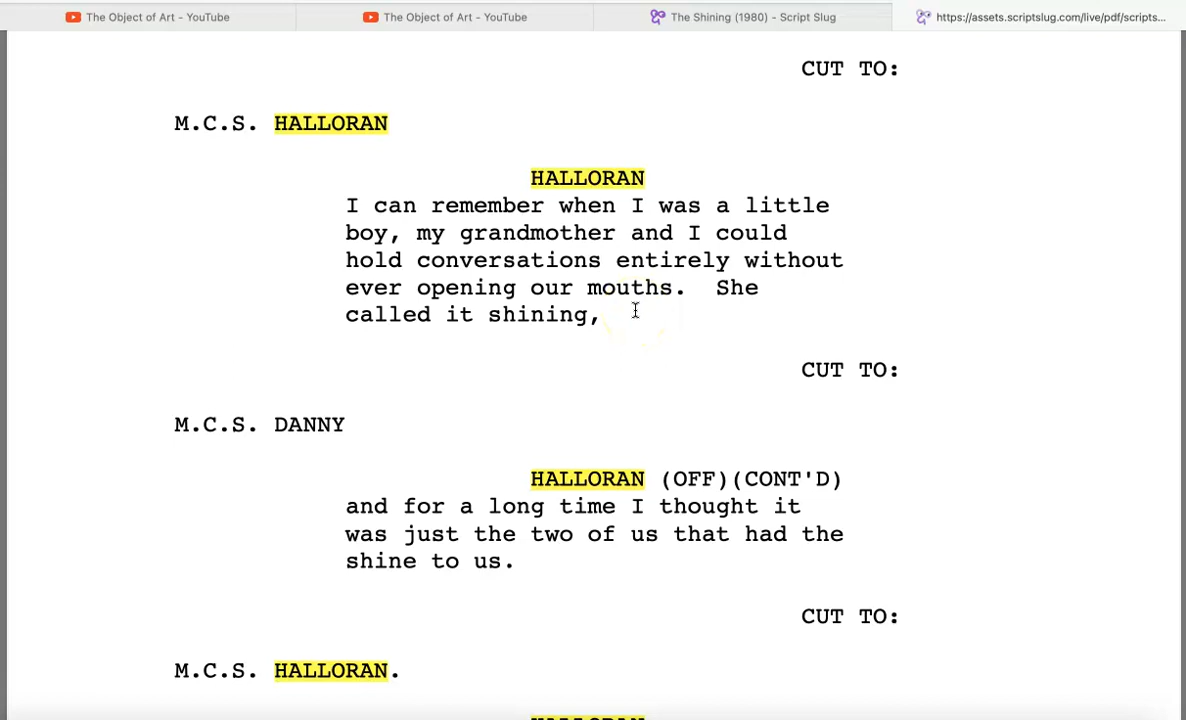 The Object of Art - YouTube
The Object of Art - YouTube
The Shining (1980) - Script Slug
https://assets.scriptslug.com/live/pdf/scripts...
CUT TO:
M.C.S. HALLORAN
HALLORAN
I can remember when I was a little
boy, my grandmother and I could
hold conversations entirely without
ever opening our mouths.  She
called it shining,
CUT TO:
M.C.S. DANNY
HALLORAN (OFF)(CONT'D)
and for a long time I thought it
was just the two of us that had the
shine to us.
CUT TO:
M.C.S. HALLORAN.
HALLORAN